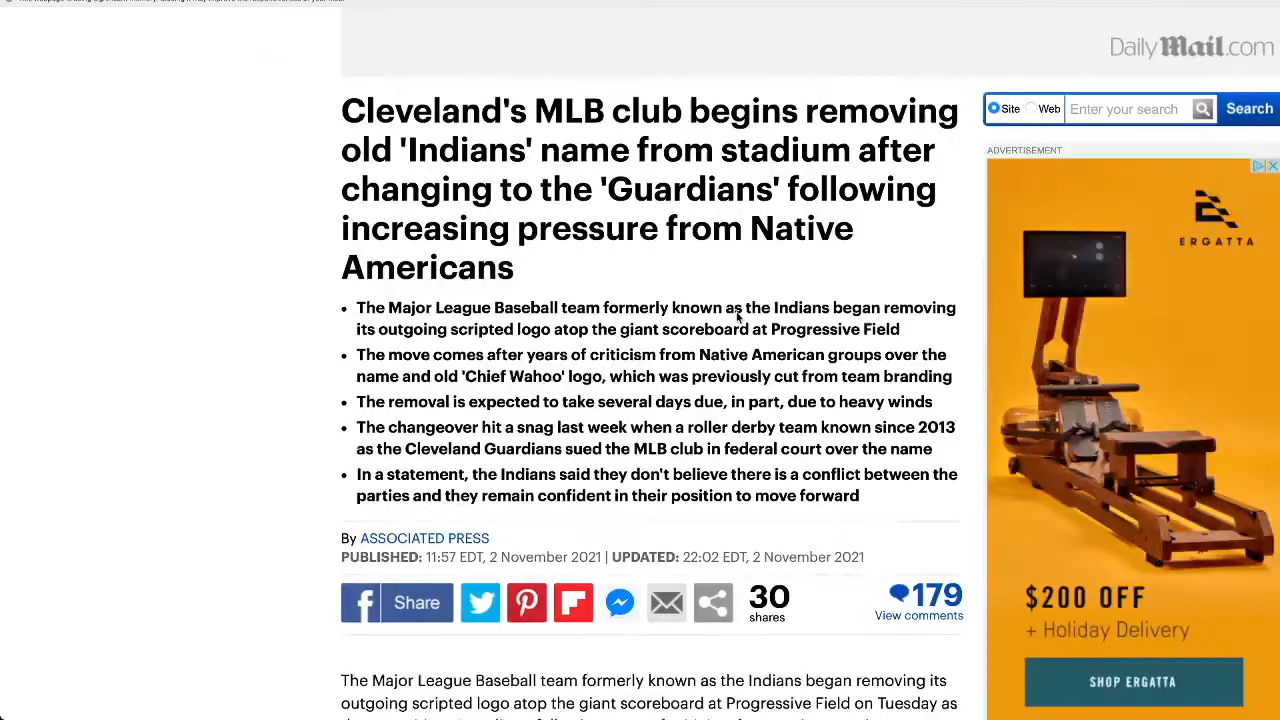 DailyMail.com
Cleveland's MLB club begins removing
old 'Indians' name from stadium after
changing to the 'Guardians' following
increasing pressure from Native
Americans
• The Major League Baseball team formerly known as the Indians began removing
its outgoing scripted logo atop the giant scoreboard at Progressive Field
• The move comes after years of criticism from Native American groups over the
name and old 'Chief Wahoo' logo, which was previously cut from team branding
• The removal is expected to take several days due, in part, due to heavy winds
• The changeover hit a snag last week when a roller derby team known since 2013
as the Cleveland Guardians sued the MLB club in federal court over the name
• In a statement, the Indians said they don't believe there is a conflict between the
parties and they remain confident in their position to move forward
By ASSOCIATED PRESS
PUBLISHED: 11:57 EDT, 2 November 2021 | UPDATED: 22:02 EDT, 2 November 2021
Share
30
shares
179
View comments
The Major League Baseball team formerly known as the Indians began removing its
outgoing scripted logo atop the giant scoreboard at Progressive Field on Tuesday as
Site Web Enter your search Search
ADVERTISEMENT
ERGATTA
$200 OFF
+ Holiday Delivery
SHOP ERGATTA